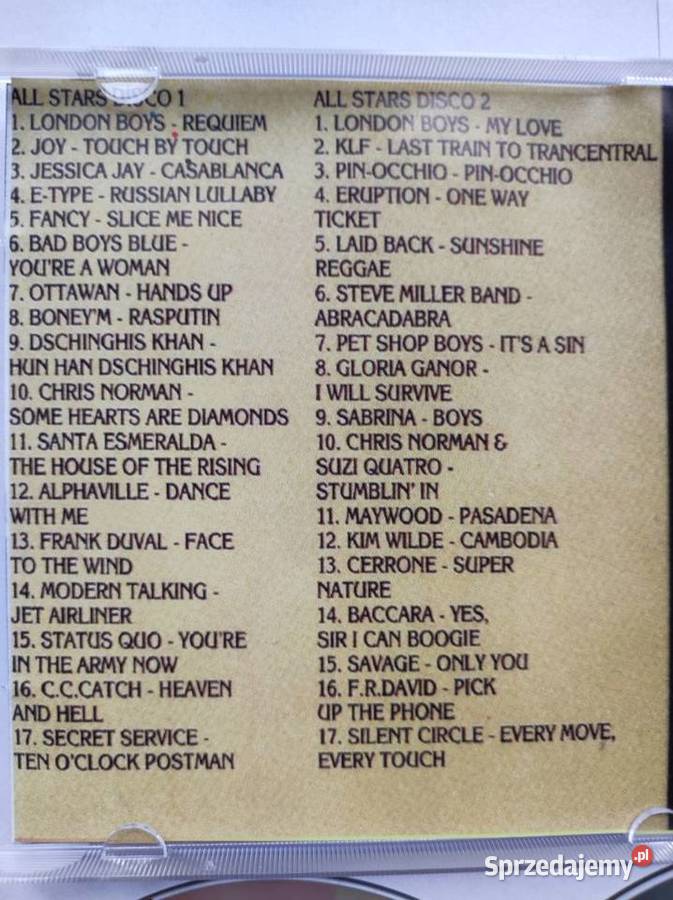 ALL STARS DISCO 1
1. LONDON BOYS - REQUIEM
2. JOY - TOUCH BY TOUCH
3. JESSICA JAY - CASABLANCA
4. E-TYPE - RUSSIAN LULLABY
5. FANCY - SLICE ME NICE
6. BAD BOYS BLUE -
YOU'RE A WOMAN
7. OTTAWAN - HANDS UP
8. BONEY'M - RASPUTIN
9. DSCHINGHIS KHAN -
HUN HAN DSCHINGHIS KHAN
10. CHRIS NORMAN -
SOME HEARTS ARE DIAMONDS
11. SANTA ESMERALDA -
THE HOUSE OF THE RISING
12. ALPHAVILLE - DANCE
WITH ME
13. FRANK DUVAL - FACE
TO THE WIND
14. MODERN TALKING -
JET AIRLINER
15. STATUS QUO - YOU'RE
IN THE ARMY NOW
16. C.C.CATCH - HEAVEN
AND HELL
17. SECRET SERVICE -
TEN O'CLOCK POSTMAN
ALL STARS DISCO 2
1. LONDON BOYS - MY LOVE
2. KLF - LAST TRAIN TO TRANCENTRAL
3. PIN-OCCHIO - PIN-OCCHIO
4. ERUPTION - ONE WAY
TICKET
5. LAID BACK - SUNSHINE
REGGAE
6. STEVE MILLER BAND -
ABRACADABRA
7. PET SHOP BOYS - IT'S A SIN
8. GLORIA GANOR -
I WILL SURVIVE
9. SABRINA - BOYS
10. CHRIS NORMAN &
SUZI QUATRO -
STUMBLIN' IN
11. MAYWOOD - PASADENA
12. KIM WILDE - CAMBODIA
13. CERRONE - SUPER
NATURE
14. BACCARA - YES,
SIR I CAN BOOGIE
15. SAVAGE - ONLY YOU
16. F.R.DAVID - PICK
UP THE PHONE
17. SILENT CIRCLE - EVERY MOVE,
EVERY TOUCH
Sprzedajemy.pl